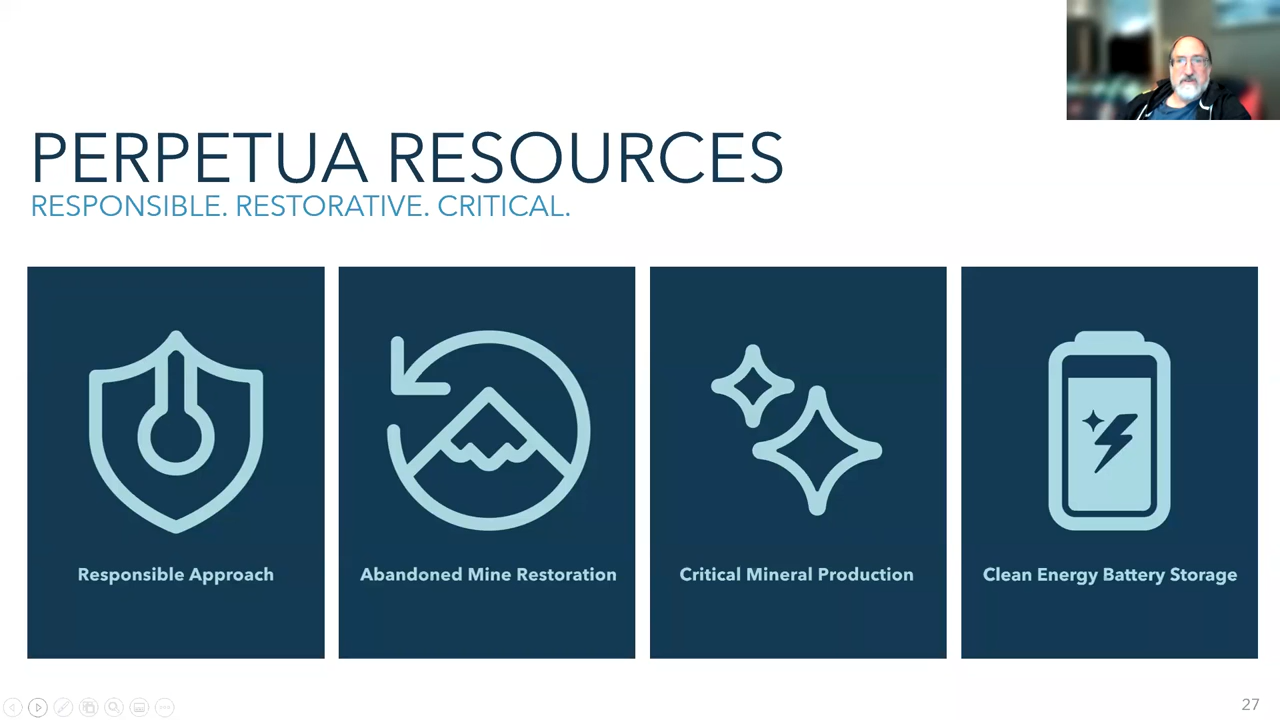 PERPETUA RESOURCES
RESPONSIBLE. RESTORATIVE. CRITICAL.
Responsible Approach
Abandoned Mine Restoration
Critical Mineral Production
Clean Energy Battery Storage
27